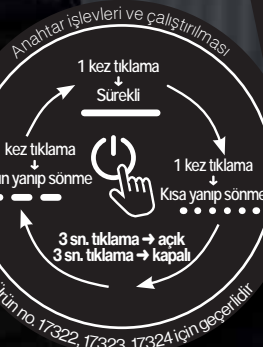 Anahtar işlevleri ve çalıştırılması
1 kez tıklama
Sürekli
1 kez tıklama
Kısa yanıp sönme
kez tıklama
yanıp sönme
3 sn. tıklama → açık
3 sn. tıklama → kapalı
no. 17322, 17323, 17324 için geçerlidir